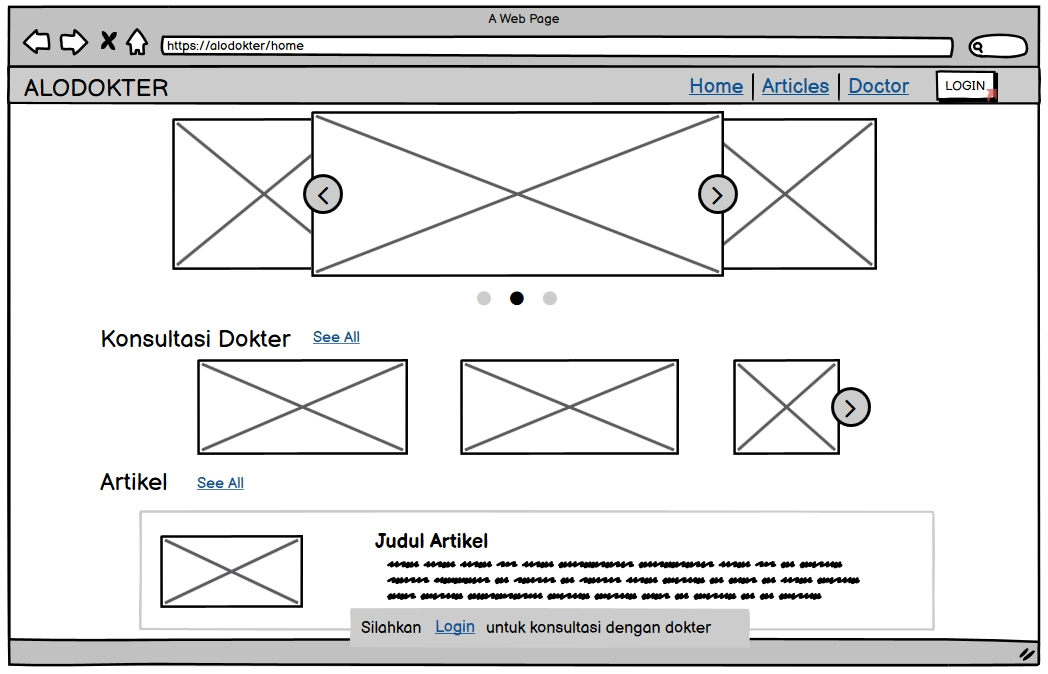 A Web Page
https://alodokter/home
ALODOKTER
Home
Articles
Doctor
LOGIN
Konsultasi Dokter
See All
Artikel
See All
Judul Artikel
Silahkan Login untuk konsultasi dengan dokter